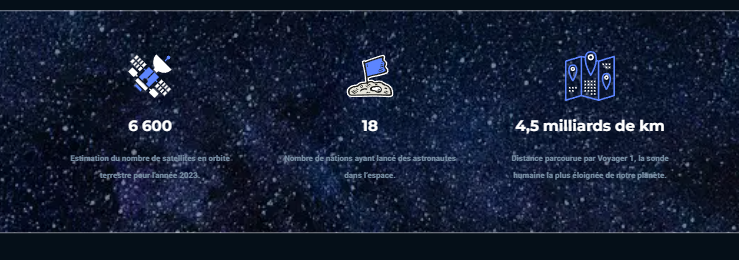 6 600
18
4,5 milliards de km
Estimation du nombre de satellites en orbite
terrestre pour l'année 2023.
Nombre de nations ayant lancé des astronautes
dans l'espace.
Distance parcourue par Voyager 1, la sonde
humaine la plus éloignée de notre planète.